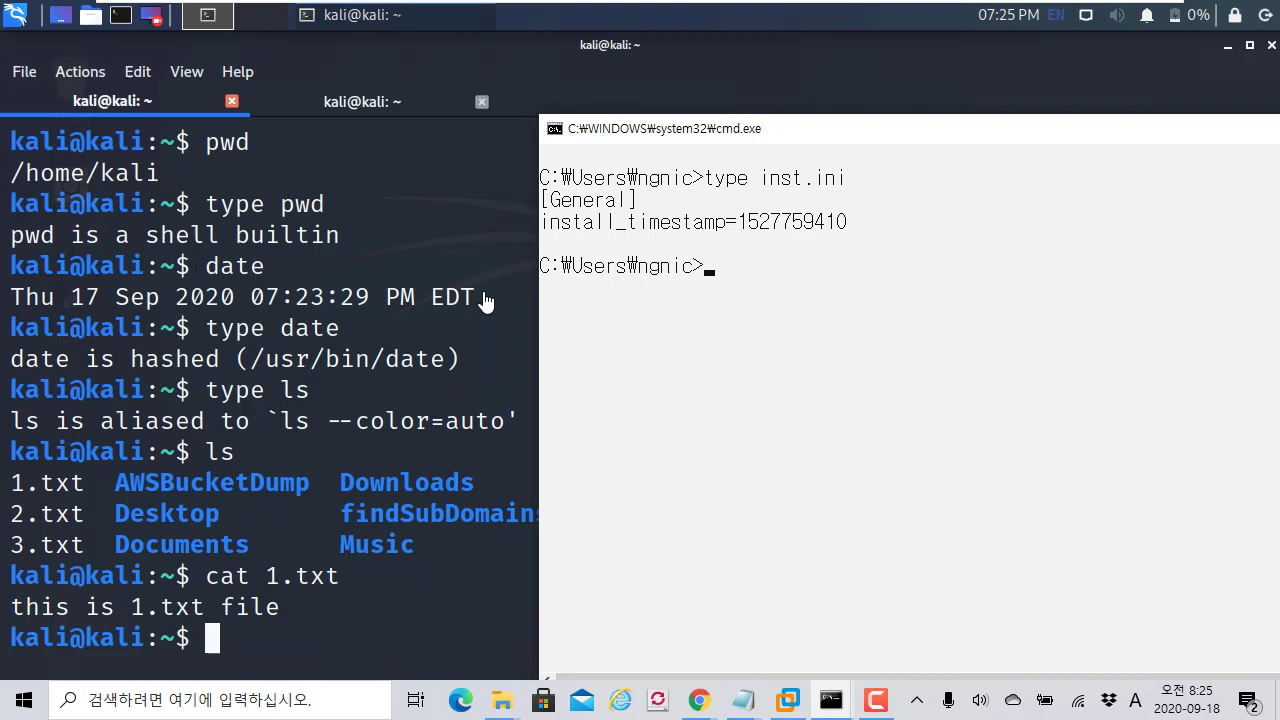 kali@kali: ~
07:25 PM EN 0%
kali@kali: ~
File Actions Edit View Help
kali@kali: ~ kali@kali: ~
kali@kali:~$ pwd
/home/kali
kali@kali:~$ type pwd
pwd is a shell builtin
kali@kali:~$ date
Thu 17 Sep 2020 07:23:29 PM EDT
kali@kali:~$ type date
date is hashed (/usr/bin/date)
kali@kali:~$ type ls
ls is aliased to `ls --color=auto'
kali@kali:~$ ls
1.txt AWSBucketDump Downloads
2.txt Desktop findSubDomains
3.txt Documents Music
kali@kali:~$ cat 1.txt
this is 1.txt file
kali@kali:~$
C:₩WINDOWS₩system32₩cmd.exe
C:₩Users₩ngnic>type inst.ini
[General]
install_timestamp=1527759410
C:₩Users₩ngnic>
검색하려면 여기에 입력하십시오.
A
오전 8:25
2020-09-18
2